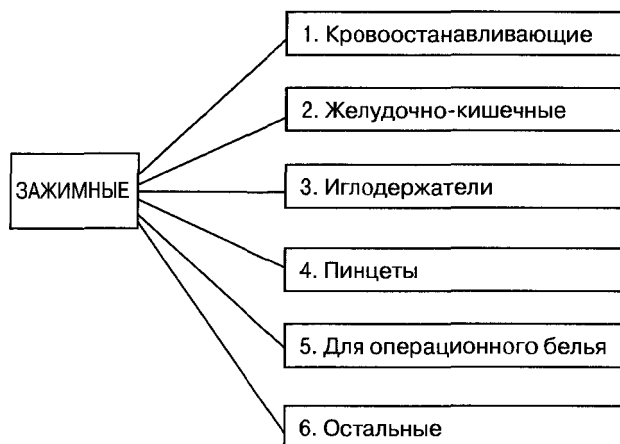 ЗАЖИМНЫЕ
1. Кровоостанавливающие
2. Желудочно-кишечные
3. Иглодержатели
4. Пинцеты
5. Для операционного белья
6. Остальные